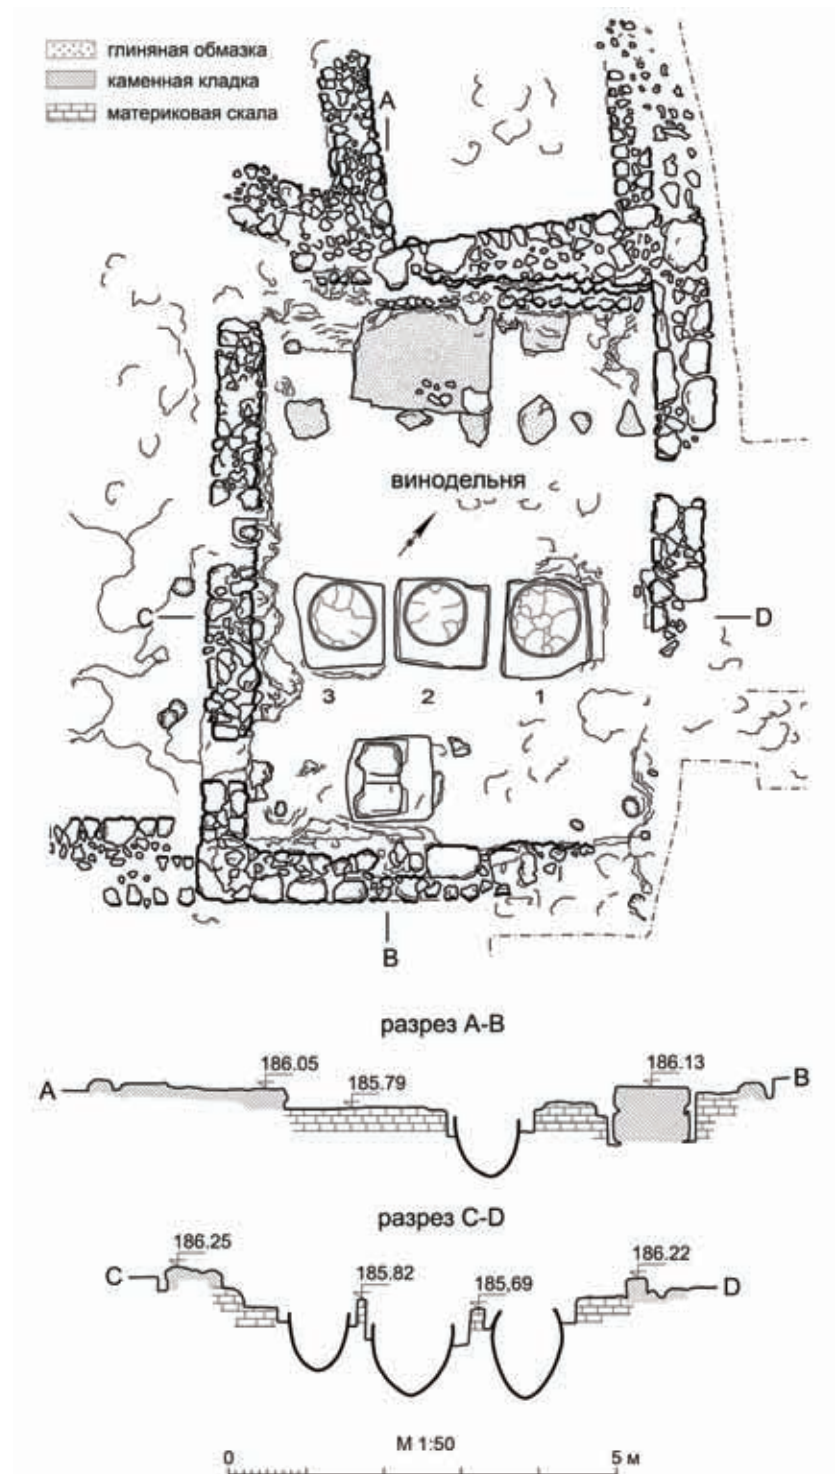 глиняная обмазка
каменная кладка
материковая скала
A
винодельня
C
D
3
2
1
B
разрез A-B
186.05
186.13
185.79
A
B
разрез C-D
186.25
186.22
185.82
185,69
C
D
М 1:50
0
5 м